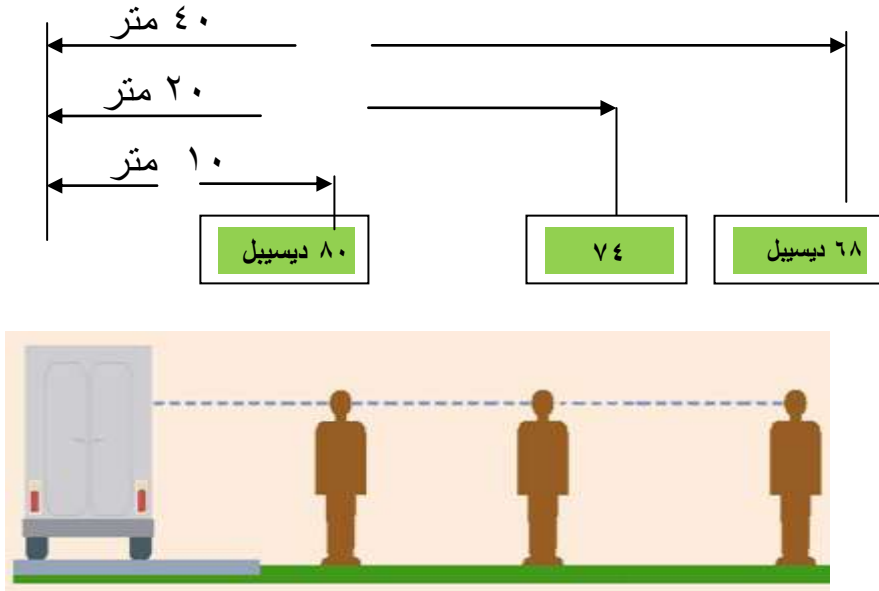 ٤٠ متر
٢٠ متر
١٠ متر
٨٠ ديسيبل
٧٤
٦٨ ديسيبل